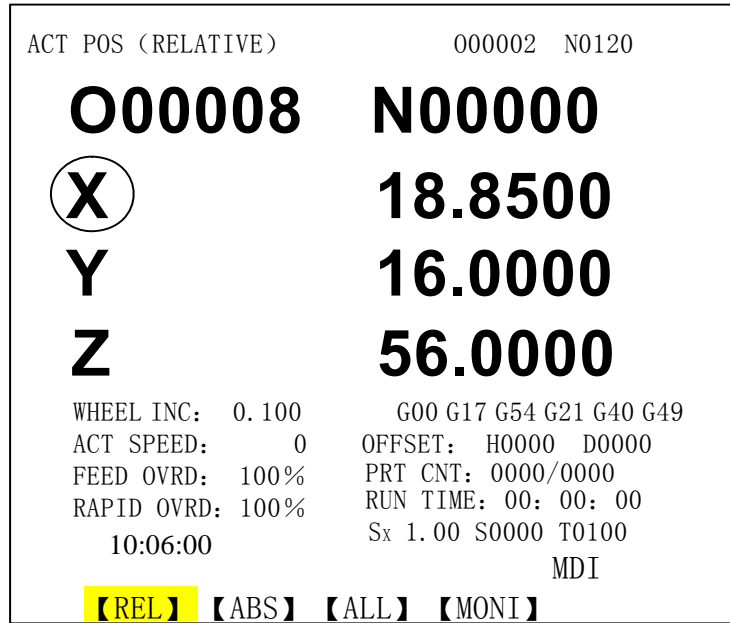 ACT POS（RELATIVE） O00002 N0120
O00008 N00000
X 18.8500
Y 16.0000
Z 56.0000
WHEEL INC： 0.100 G00 G17 G54 G21 G40 G49
ACT SPEED： 0 OFFSET： H0000 D0000
FEED OVRD： 100% PRT CNT：0000/0000
RAPID OVRD：100% RUN TIME：00：00：00
10:06:00 Sx 1.00 S0000 T0100
MDI
【REL】【ABS】【ALL】【MONI】